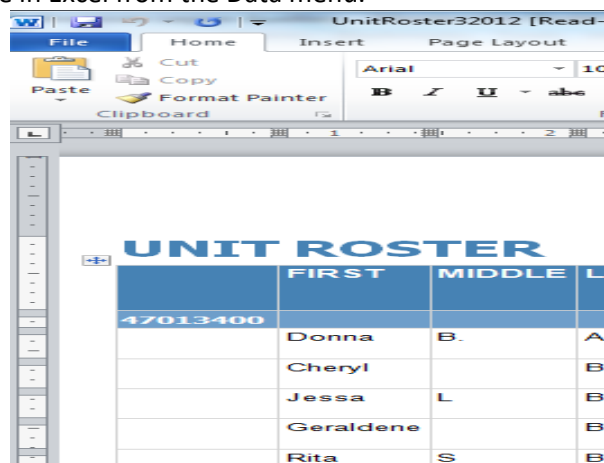 e in Excel from the Data menu.
UnitRoster32012 [Read-
File Home Insert Page Layout
Cut
Arial 10
Copy
Paste
Format Painter
B I U abc
Clipboard
1 2
UNIT ROSTER
FIRST MIDDLE L
47013400
Donna B. A
Cheryl B
Jessa L B
Geraldene B
Rita S B